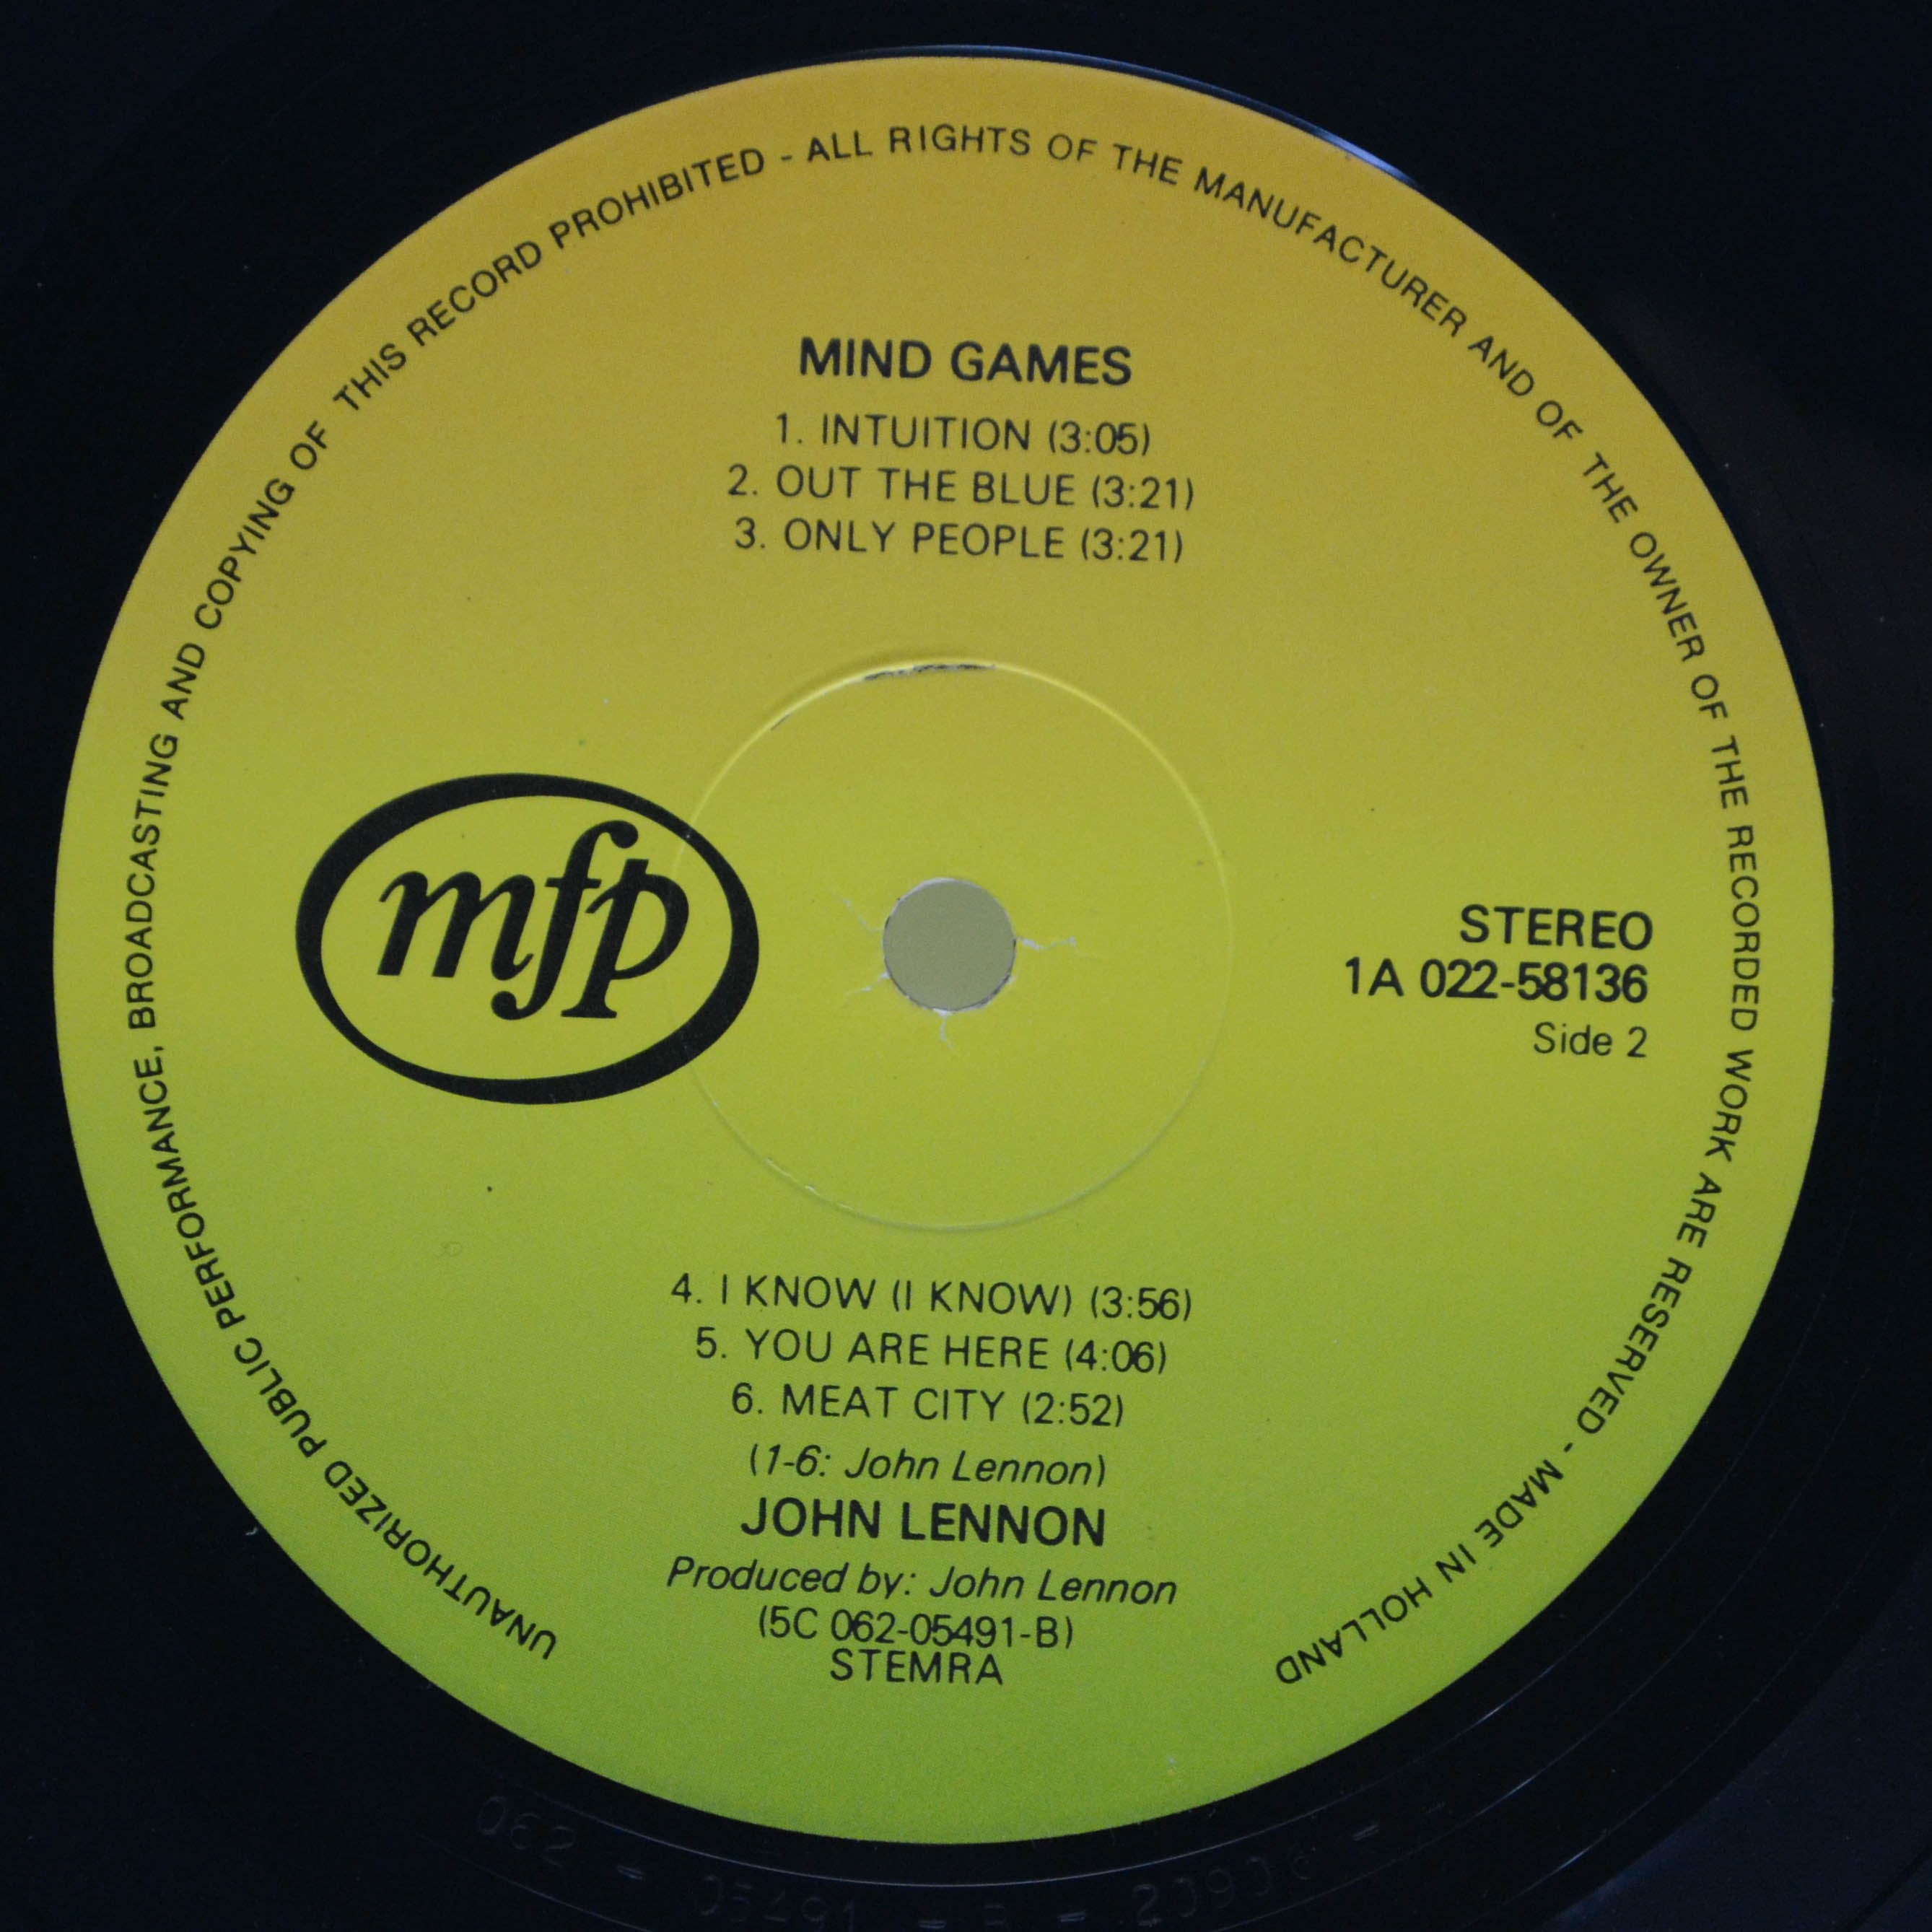 UNAUTHORIZED PUBLIC PERFORMANCE, BROADCASTING AND COPYING OF THIS RECORD PROHIBITED - ALL RIGHTS OF THE MANUFACTURER AND OF THE OWNER OF THE RECORDED WORK ARE RESERVED - MADE IN HOLLAND
MIND GAMES
1. INTUITION (3:05)
2. OUT THE BLUE (3:21)
3. ONLY PEOPLE (3:21)
mfp
STEREO
1A 022-58136
Side 2
4. I KNOW (I KNOW) (3:56)
5. YOU ARE HERE (4:06)
6. MEAT CITY (2:52)
(1-6: John Lennon)
JOHN LENNON
Produced by: John Lennon
(5C 062-05491-B)
STEMRA
062 - 05491 -